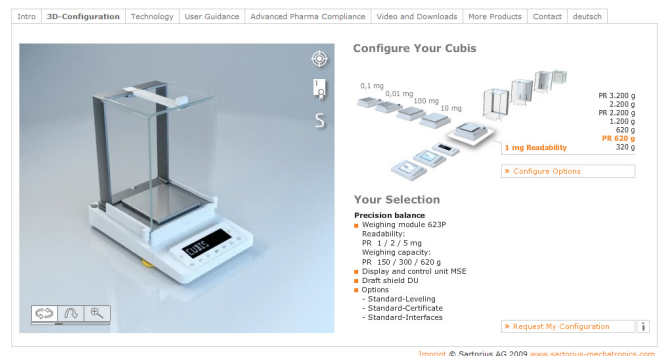 Intro 3D-Configuration Technology User Guidance Advanced Pharma Compliance Video and Downloads More Products Contact deutsch
Configure Your Cubis
0,1 mg
0,01 mg
100 mg
10 mg
PR 3.200 g
2.200 g
PR 2.200 g
1.200 g
620 g
PR 620 g
1 mg Readability 320 g
» Configure Options
1
S
CUBIS
Your Selection
Precision balance
Weighing module 623P
Readability:
PR 1 / 2 / 5 mg
Weighing capacity:
PR 150 / 300 / 620 g
Display and control unit MSE
Draft shield DU
Options
- Standard-Leveling
- Standard-Certificate
- Standard-Interfaces
» Request My Configuration i
Imprint © Sartorius AG 2009 www.sartorius-mechatronics.com